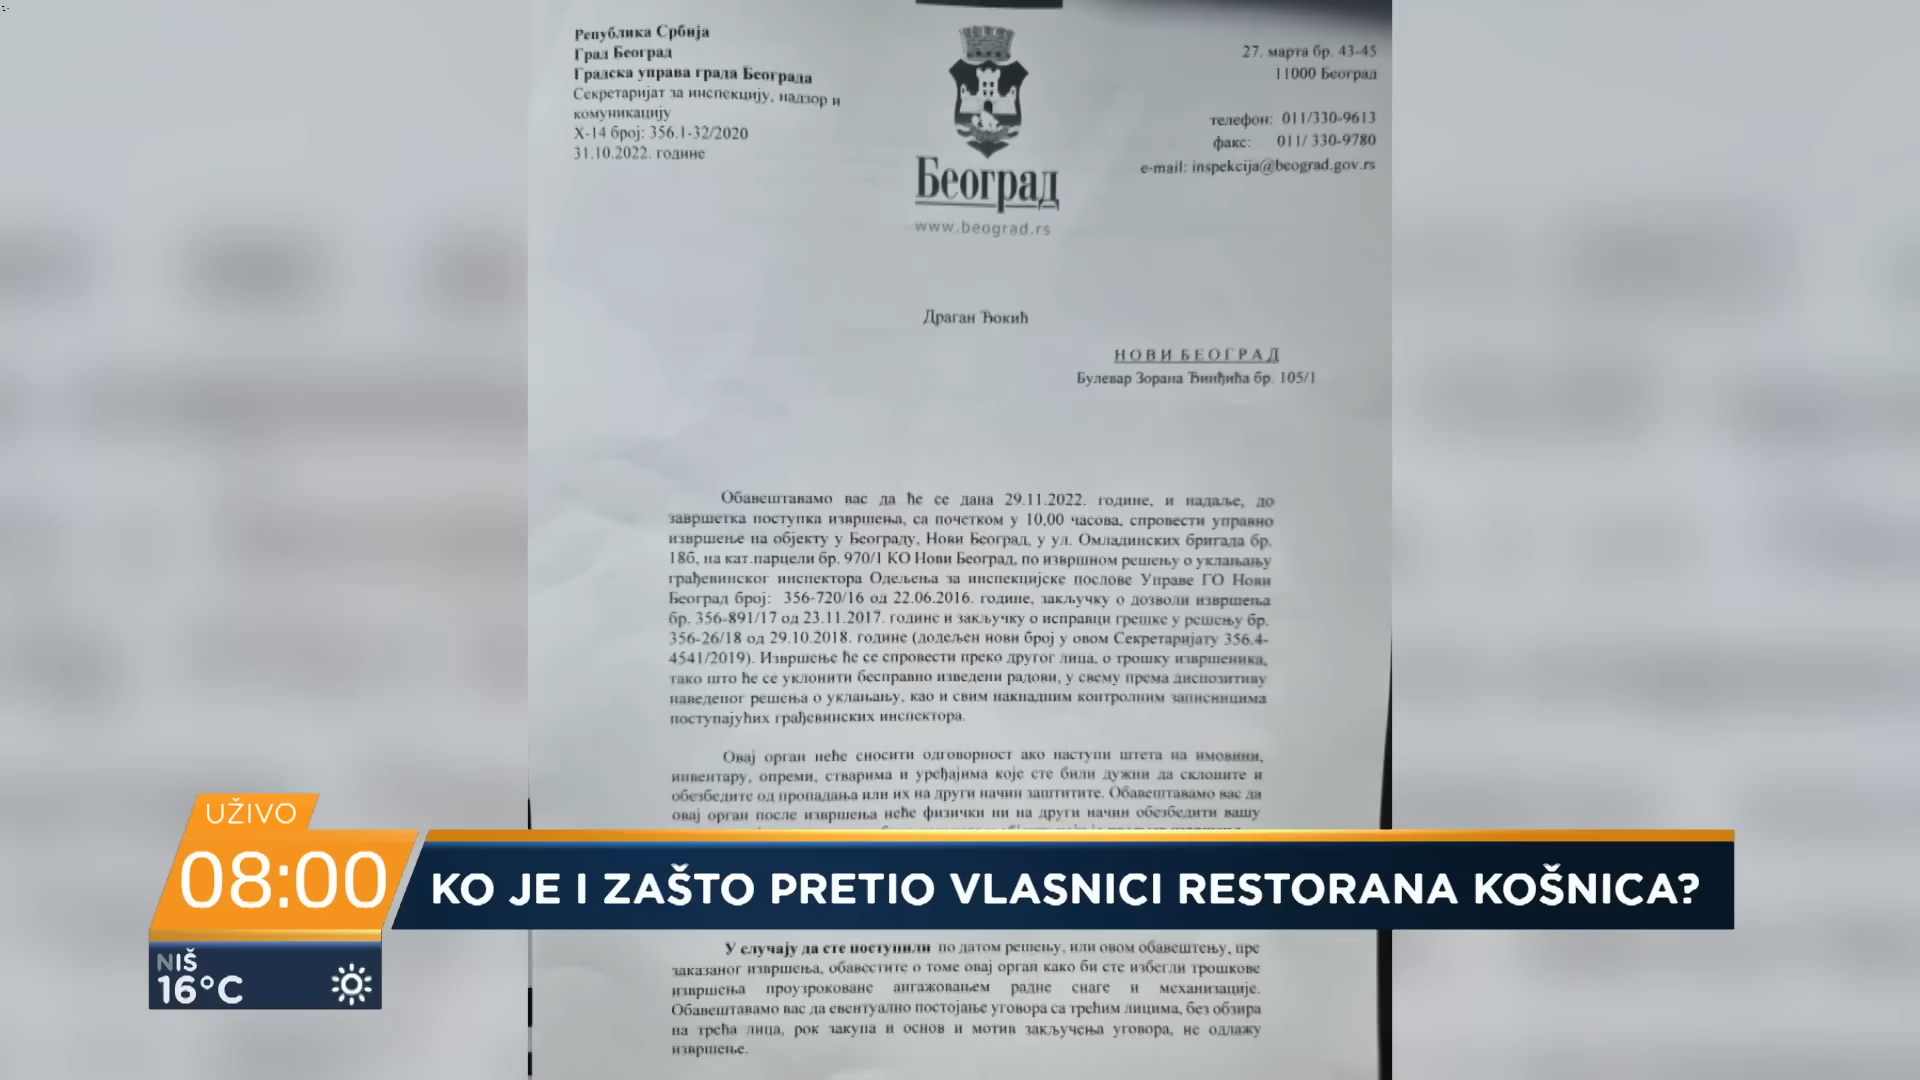 Република Србија
Град Београд
Градска управа града Београда
Секретаријат за инспекцију, надзор и
комуникацију
X-14 број: 356.1-32/2020
31.10.2022. године
Београд
www.beograd.rs
27. марта бр. 43-45
11000 Београд
телефон: 011/330-9613
факс: 011/ 330-9780
e-mail: inspekcija@beograd.gov.rs
Драган Ђокић
НОВИ БЕОГРАД
Булевар Зорана Ђинђића бр. 105/1
Обавештавамо вас да ће се дана 29.11.2022. године, и надаље, до
завршетка поступка извршења, са почетком у 10,00 часова, спровести управно
извршење на објекту у Београду, Нови Београд, у ул. Омладинских бригада бр.
18б, на кат.парцели бр. 970/1 КО Нови Београд, по извршном решењу о уклањању
грађевинског инспектора Одељења за инспекцијске послове Управе ГО Нови
Београд број: 356-720/16 од 22.06.2016. године, закључку о дозволи извршења
бр. 356-891/17 од 23.11.2017. године и закључку о исправци грешке у решењу бр.
356-26/18 од 29.10.2018. године (додељен нови број у овом Секретаријату 356.4-
4541/2019). Извршење ће се спровести преко другог лица, о трошку извршеника,
тако што ће се уклонити бесправно изведени радови, у свему према диспозитиву
наведеног решења о уклањању, као и свим накнадним контролним записницима
поступајућих грађевинских инспектора.
Овај орган неће сносити одговорност ако наступи штета на имовини,
инвентару, опреми, стварима и уређајима које сте били дужни да склоните и
обезбедите од пропадања или их на други начин заштитите. Обавештавамо вас да
овај орган после извршења неће физички ни на други начин обезбедити вашу
UŽIVO
08:00
KO JE I ZAŠTO PRETIO VLASNICI RESTORANA KOŠNICA?
NIŠ
16°C
У случају да сте поступили по датом решењу, или овом обавештењу, пре
заказаног извршења, обавестите о томе овај орган како би сте избегли трошкове
извршења проузроковане ангажовањем радне снаге и механизације.
Обавештавамо вас да евентуално постојање уговора са трећим лицима, без обзира
на трећа лица, рок закупа и основ и мотив закључења уговора, не одлажу
извршење.